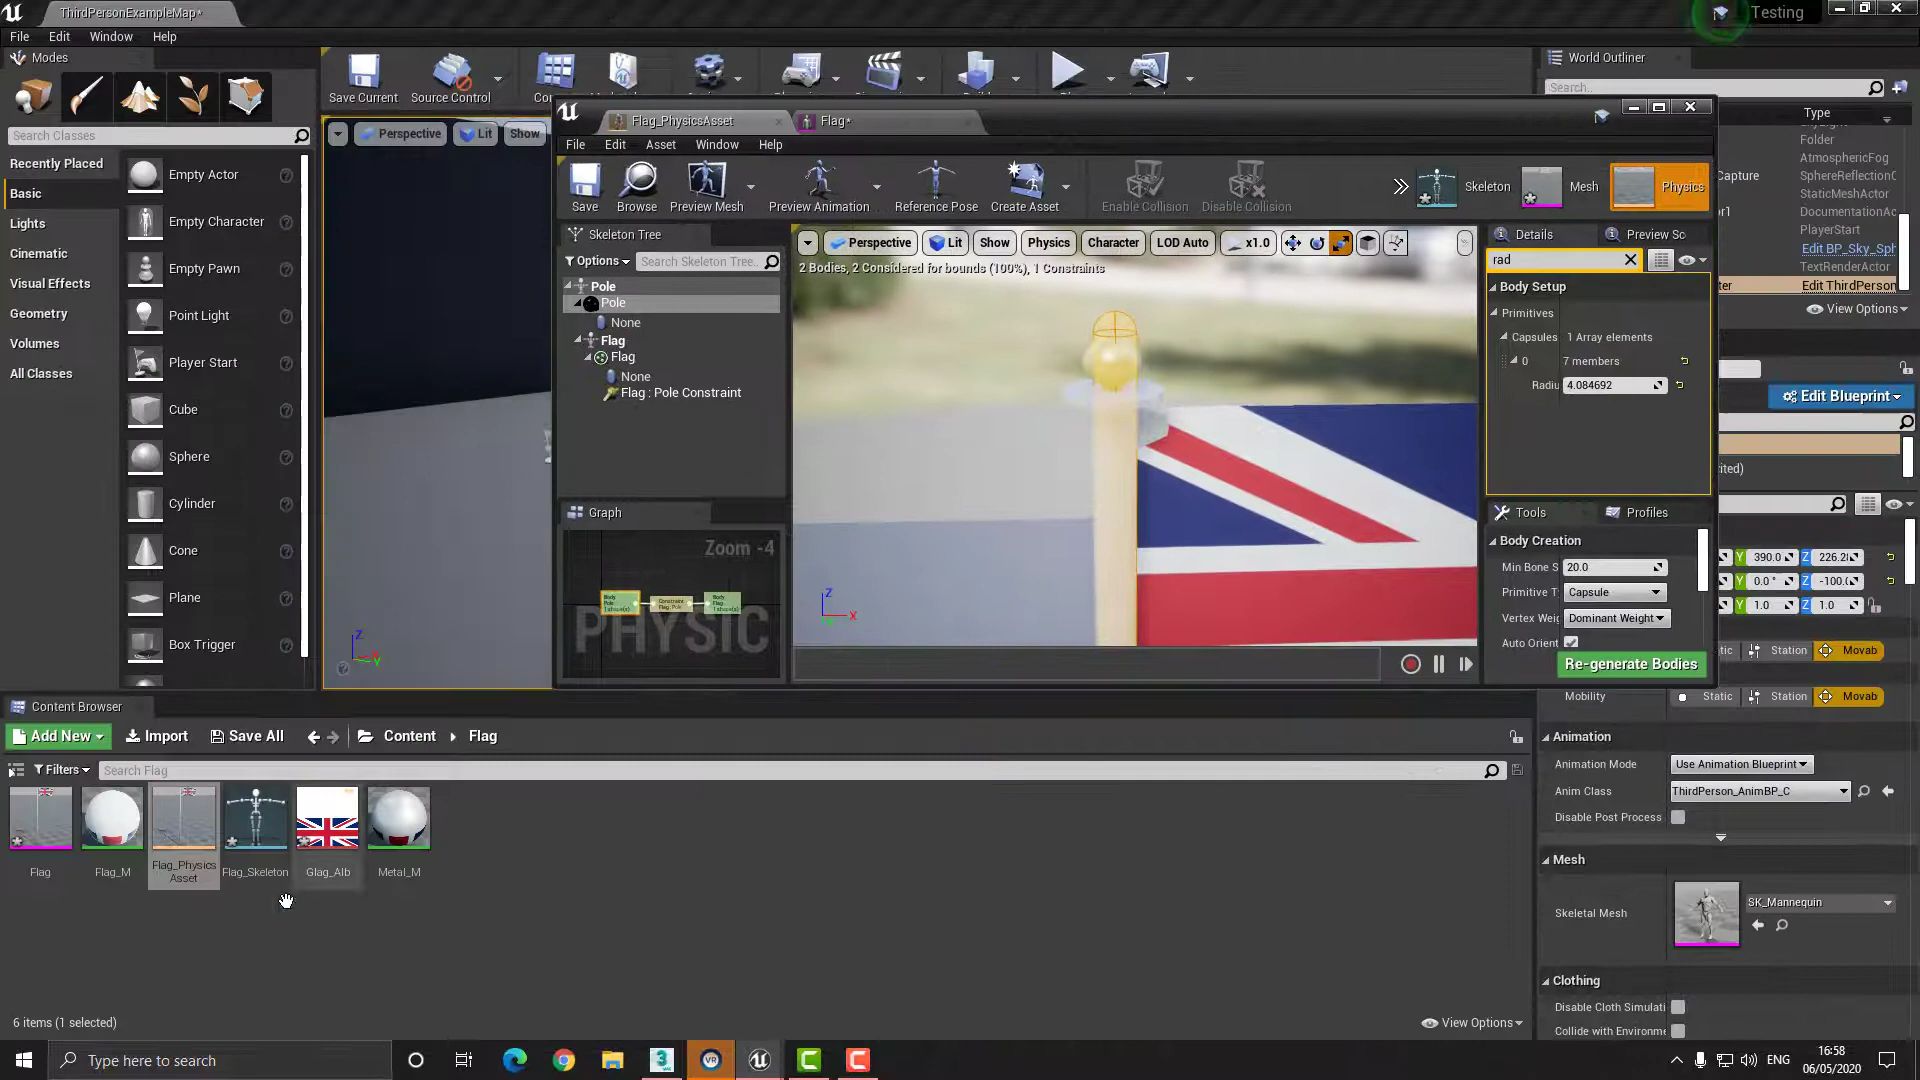 ThirdPersonExampleMap*
Testing
File Edit Window Help
Modes
World Outliner
Save Current Source Control
Search..
Type
Folder
AtmosphericFog
SphereReflectionC
StaticMeshActor
DocumentationAc
PlayerStart
Edit BP_Sky_Sph
TextRenderActor
Edit ThirdPerson
View Options
Search Classes
Recently Placed
Basic
Lights
Cinematic
Visual Effects
Geometry
Volumes
All Classes
Empty Actor
Empty Character
Empty Pawn
Point Light
Player Start
Cube
Sphere
Cylinder
Cone
Plane
Box Trigger
Perspective Lit Show
Flag_PhysicsAsset Flag*
File Edit Asset Window Help
Save Browse Preview Mesh Preview Animation Reference Pose Create Asset Enable Collision Disable Collision
Skeleton Mesh Physics
Skeleton Tree
Options Search Skeleton Tree..
Pole
Pole
None
Flag
Flag
None
Flag : Pole Constraint
Graph
Zoom -4
PHYSIC
Perspective Lit Show Physics Character LOD Auto x1.0
2 Bodies, 2 Considered for bounds (100%), 1 Constraints
Z
X
Details Preview Sc
rad
Body Setup
Primitives
Capsules 1 Array elements
0 7 members
Radiu 4.084692
Tools Profiles
Body Creation
Min Bone S 20.0
Primitive T Capsule
Vertex Weig Dominant Weight
Auto Orient
Re-generate Bodies
Edit Blueprint
Y 390.0 Z 226.2
Y 0.0 ° Z -100.
Y 1.0 Z 1.0
Station Movab
Mobility Static Station Movab
Animation
Animation Mode Use Animation Blueprint
Anim Class ThirdPerson_AnimBP_C
Disable Post Process
Mesh
Skeletal Mesh SK_Mannequin
Clothing
Disable Cloth Simulati
Collide with Environme
Content Browser
Add New Import Save All Content Flag
Filters Search Flag
Flag Flag_M Flag_Physics Asset Flag_Skeleton Glag_Alb Metal_M
6 items (1 selected)
View Options
Type here to search
ENG
16:58
06/05/2020